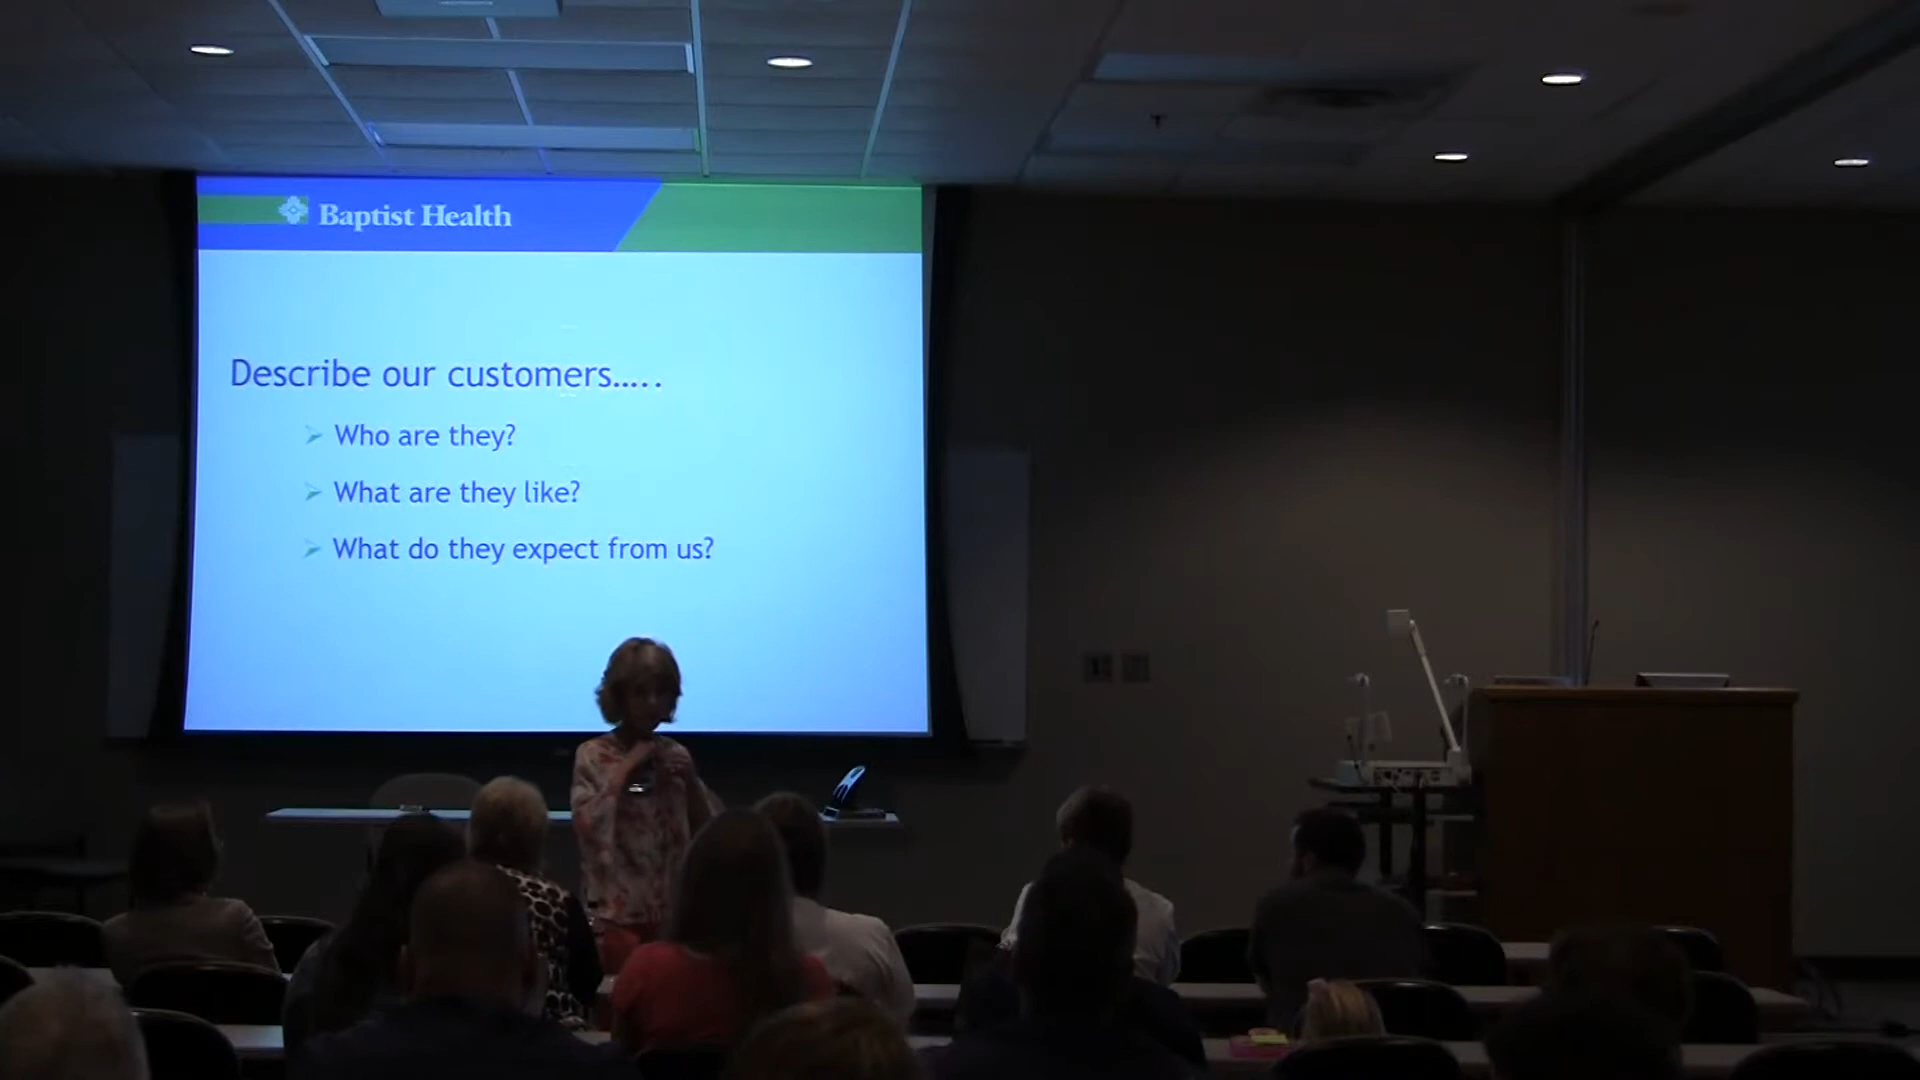 Baptist Health
Describe our customers.....
Who are they?
What are they like?
What do they expect from us?